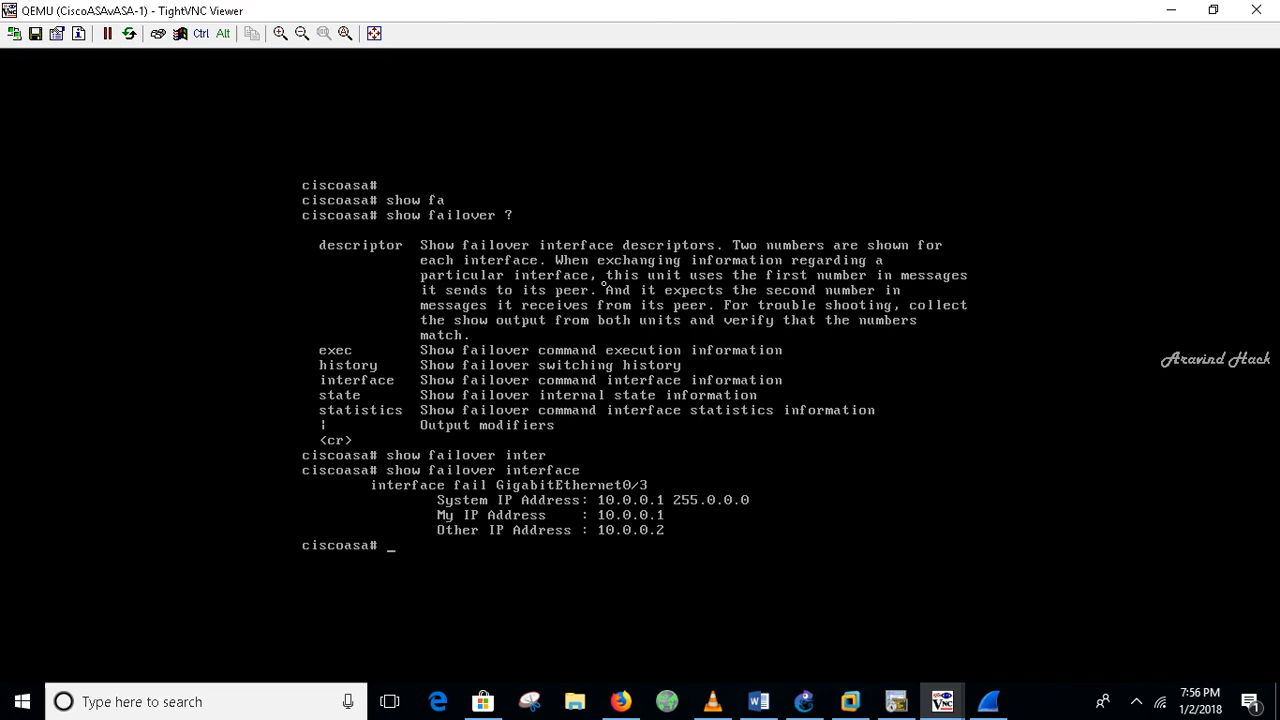 QEMU (CiscoASAvASA-1) - TightVNC Viewer
Ctrl Alt
ciscoasa#
ciscoasa# show fa
ciscoasa# show failover ?
descriptor Show failover interface descriptors. Two numbers are shown for
each interface. When exchanging information regarding a
particular interface, this unit uses the first number in messages
it sends to its peer. And it expects the second number in
messages it receives from its peer. For trouble shooting, collect
the show output from both units and verify that the numbers
match.
exec Show failover command execution information
history Show failover switching history
interface Show failover command interface information
state Show failover internal state information
statistics Show failover command interface statistics information
| Output modifiers
<cr>
ciscoasa# show failover inter
ciscoasa# show failover interface
interface fail GigabitEthernet0/3
System IP Address: 10.0.0.1 255.0.0.0
My IP Address : 10.0.0.1
Other IP Address : 10.0.0.2
ciscoasa# _
Aravind Hack
Type here to search
7:56 PM
1/2/2018